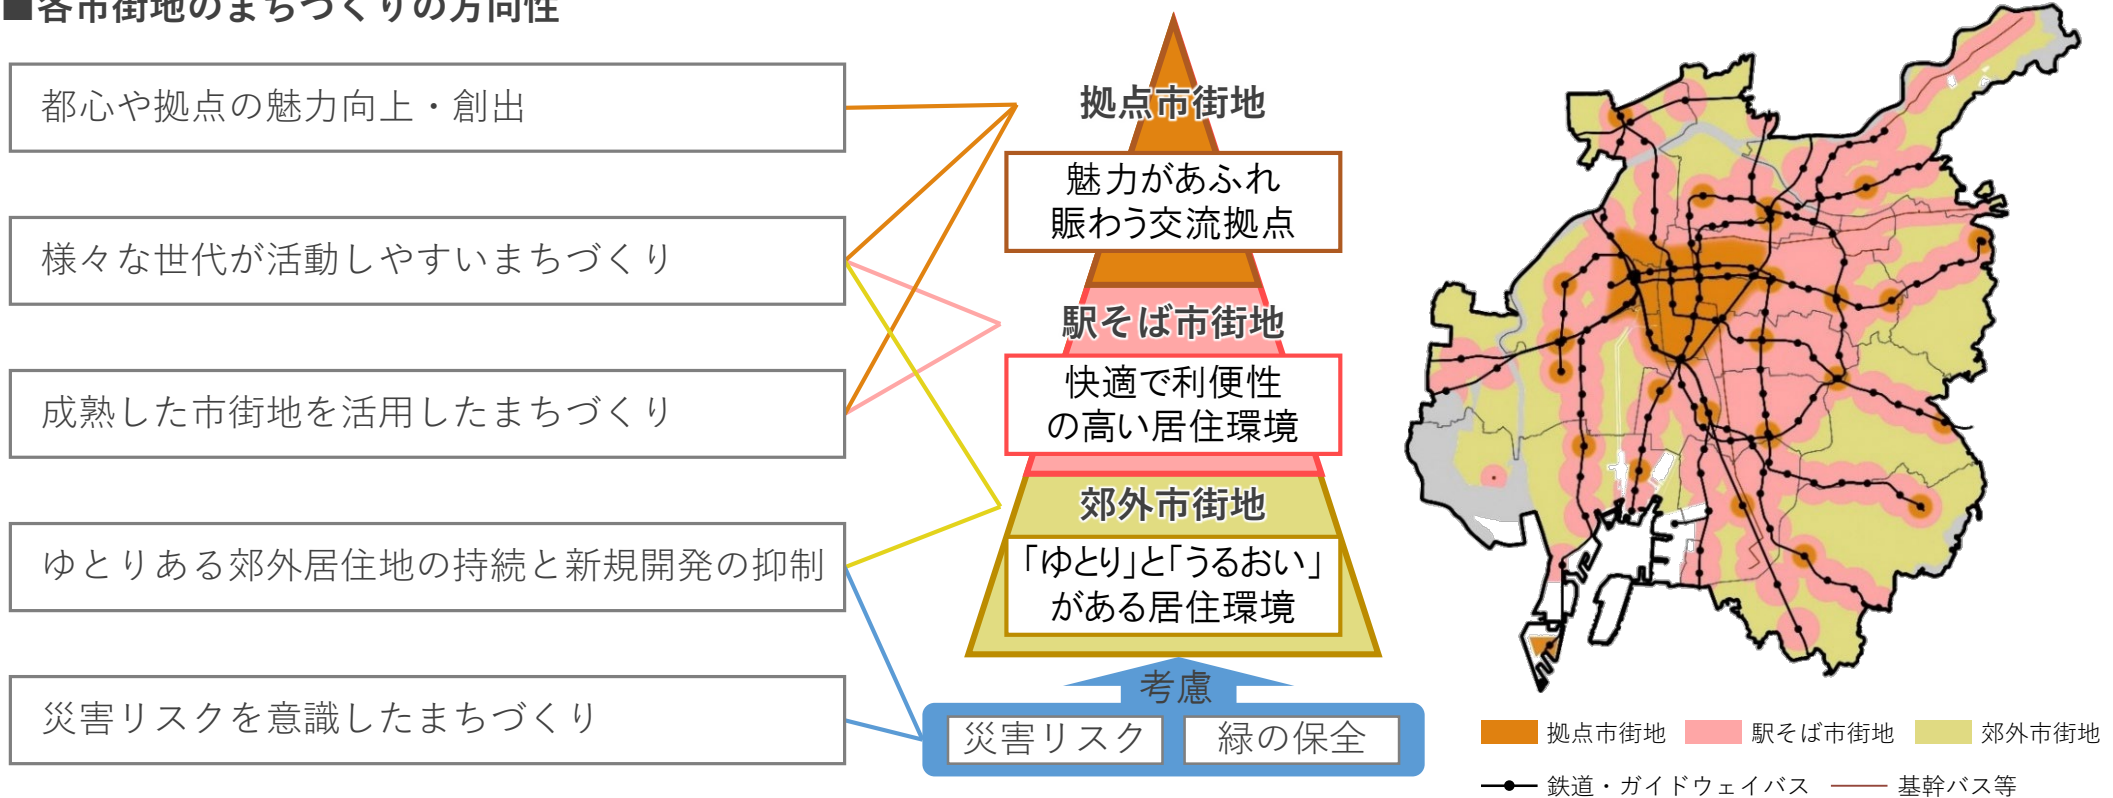 ■各市街地のまちづくりの方向性
都心や拠点の魅力向上・創出
様々な世代が活動しやすいまちづくり
成熟した市街地を活用したまちづくり
ゆとりある郊外居住地の持続と新規開発の抑制
災害リスクを意識したまちづくり
拠点市街地
魅力があふれ
賑わう交流拠点
駅そば市街地
快適で利便性
の高い居住環境
郊外市街地
「ゆとり」と「うるおい」
がある居住環境
考慮
災害リスク
緑の保全
拠点市街地
駅そば市街地
郊外市街地
鉄道・ガイドウェイバス
基幹バス等